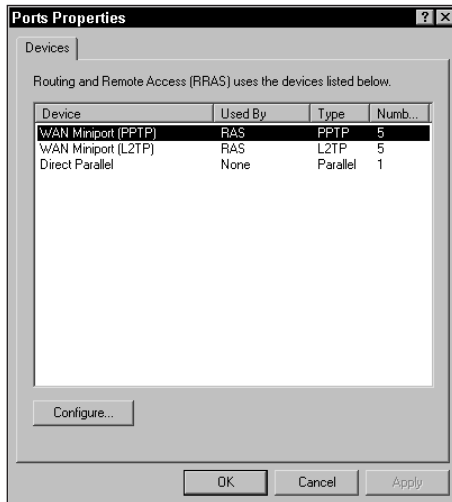 Ports Properties ? ×
Devices
Routing and Remote Access (RRAS) uses the devices listed below.
Device Used By Type Numb...
WAN Miniport (PPTP) RAS PPTP 5
WAN Miniport (L2TP) RAS L2TP 5
Direct Parallel None Parallel 1
Configure...
OK Cancel Apply